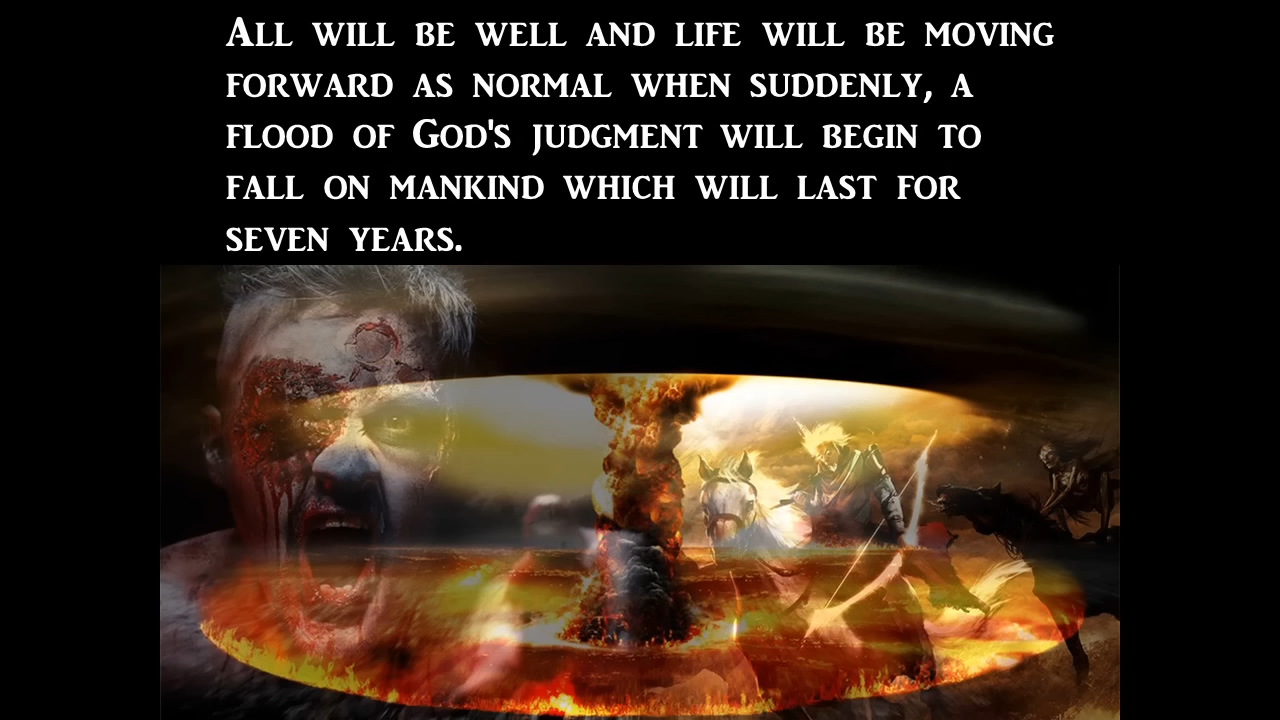 All will be well and life will be moving
forward as normal when suddenly, a
flood of God's judgment will begin to
fall on mankind which will last for
seven years.